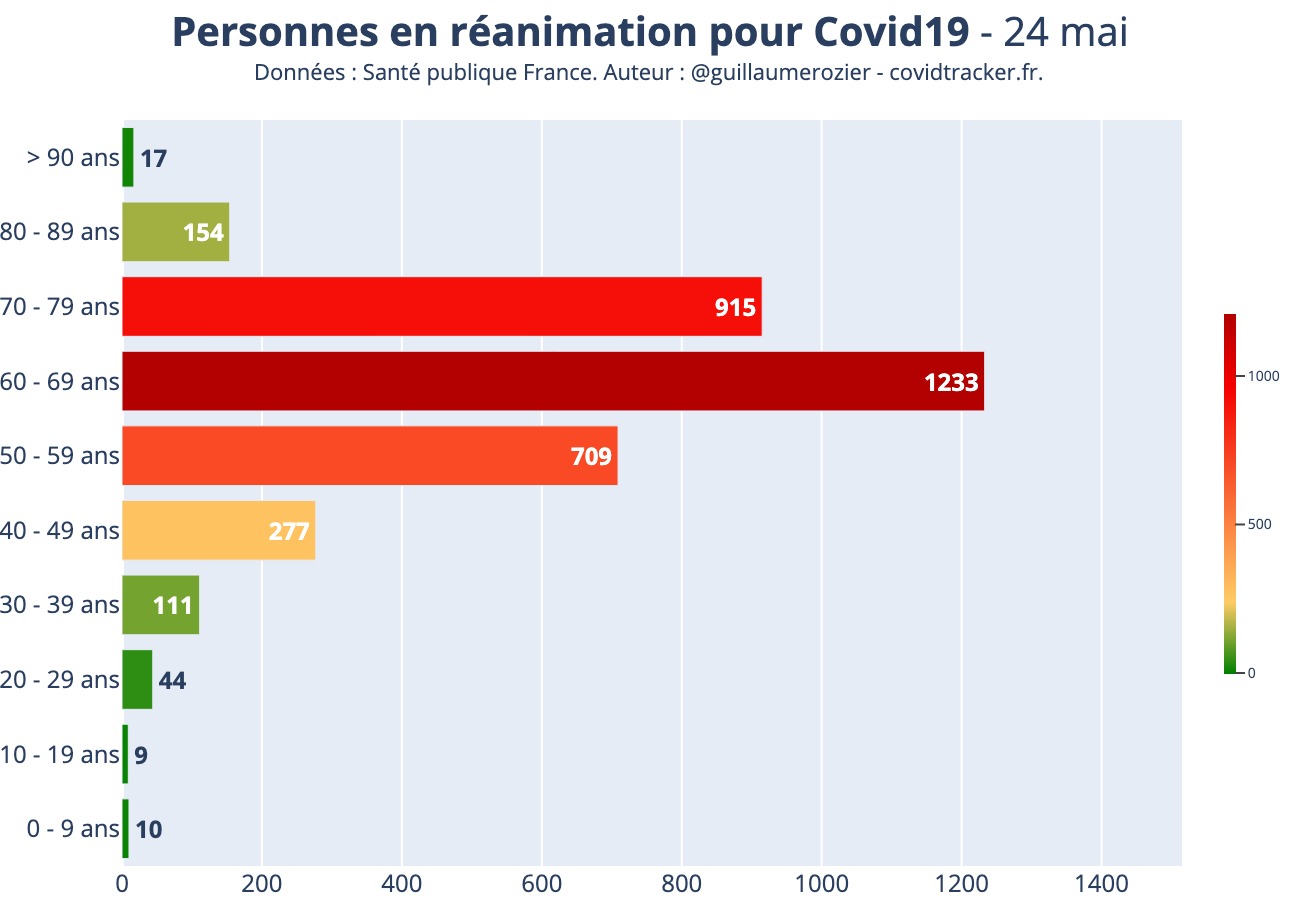 Personnes en réanimation pour Covid19 - 24 mai
Données : Santé publique France. Auteur : @guillaumerozier - covidtracker.fr.
> 90 ans 17
80 - 89 ans 154
70 - 79 ans 915
60 - 69 ans 1233
50 - 59 ans 709
40 - 49 ans 277
30 - 39 ans 111
20 - 29 ans 44
10 - 19 ans 9
0 - 9 ans 10
0 200 400 600 800 1000 1200 1400
1000
500
0